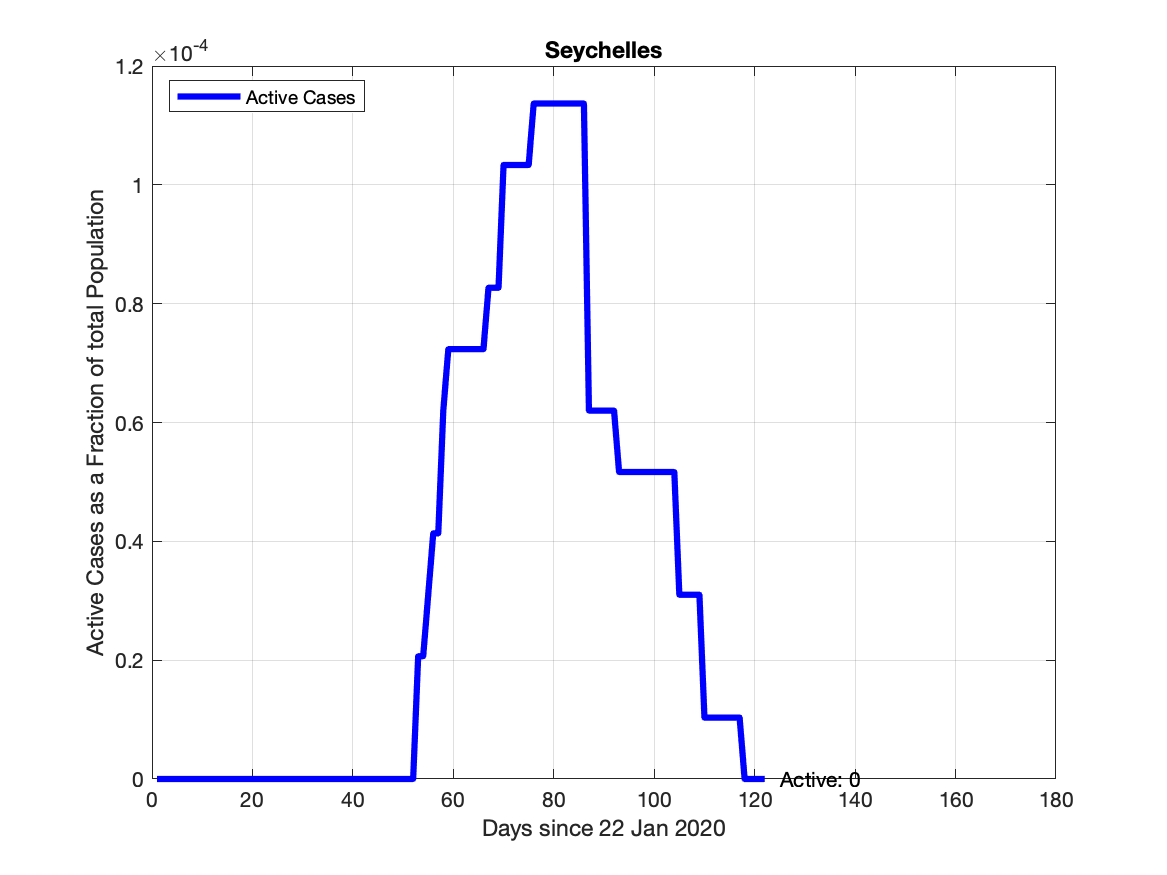 Seychelles
×10-4
Active Cases
1.2
1
0.8
0.6
0.4
0.2
0
Active Cases as a Fraction of total Population
Active: 0
0 20 40 60 80 100 120 140 160 180
Days since 22 Jan 2020